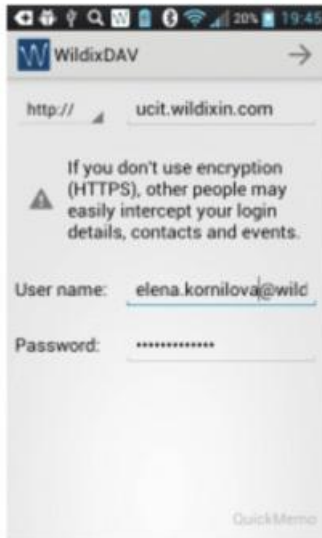 20% 19:45
WildixDAV
http:// ucit.wildixin.com
If you don't use encryption
(HTTPS), other people may
easily intercept your login
details, contacts and events.
User name: elena.kornilova@wild
Password: •••••••••••••
QuickMemo